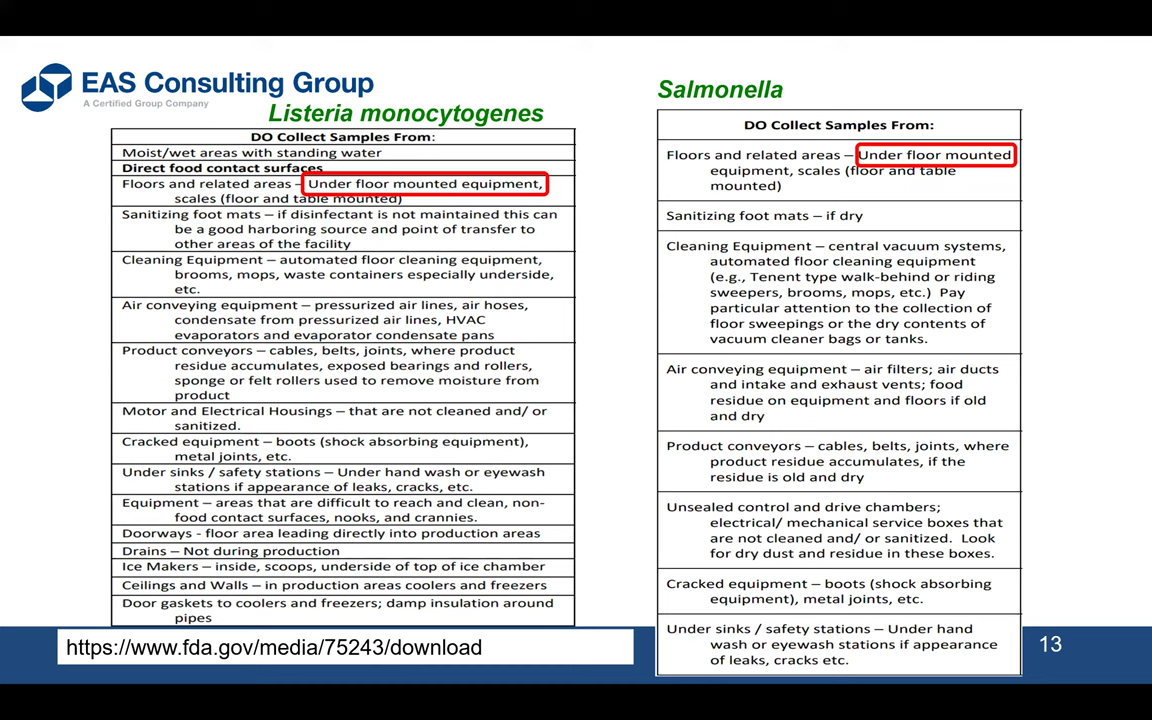 EAS Consulting Group
A Certified Group Company
Listeria monocytogenes
DO Collect Samples From:
Moist/wet areas with standing water
Direct food contact surfaces
Floors and related areas - Under floor mounted equipment,
scales (floor and table mounted)
Sanitizing foot mats – if disinfectant is not maintained this can
be a good harboring source and point of transfer to
other areas of the facility
Cleaning Equipment – automated floor cleaning equipment,
brooms, mops, waste containers especially underside,
etc.
Air conveying equipment – pressurized air lines, air hoses,
condensate from pressurized air lines, HVAC
evaporators and evaporator condensate pans
Product conveyors – cables, belts, joints, where product
residue accumulates, exposed bearings and rollers,
sponge or felt rollers used to remove moisture from
product
Motor and Electrical Housings – that are not cleaned and/ or
sanitized.
Cracked equipment – boots (shock absorbing equipment),
metal joints, etc.
Under sinks / safety stations – Under hand wash or eyewash
stations if appearance of leaks, cracks, etc.
Equipment – areas that are difficult to reach and clean, non-
food contact surfaces, nooks, and crannies.
Doorways - floor area leading directly into production areas
Drains – Not during production
Ice Makers – inside, scoops, underside of top of ice chamber
Ceilings and Walls – in production areas coolers and freezers
Door gaskets to coolers and freezers; damp insulation around
pipes
https://www.fda.gov/media/75243/download
Salmonella
DO Collect Samples From:
Floors and related areas – Under floor mounted
equipment, scales (floor and table
mounted)
Sanitizing foot mats – if dry
Cleaning Equipment – central vacuum systems,
automated floor cleaning equipment
(e.g., Tenent type walk-behind or riding
sweepers, brooms, mops, etc.) Pay
particular attention to the collection of
floor sweepings or the dry contents of
vacuum cleaner bags or tanks.
Air conveying equipment – air filters; air ducts
and intake and exhaust vents; food
residue on equipment and floors if old
and dry
Product conveyors – cables, belts, joints, where
product residue accumulates, if the
residue is old and dry
Unsealed control and drive chambers;
electrical/ mechanical service boxes that
are not cleaned and/ or sanitized. Look
for dry dust and residue in these boxes.
Cracked equipment – boots (shock absorbing
equipment), metal joints, etc.
Under sinks / safety stations – Under hand
wash or eyewash stations if appearance
of leaks, cracks etc.
13